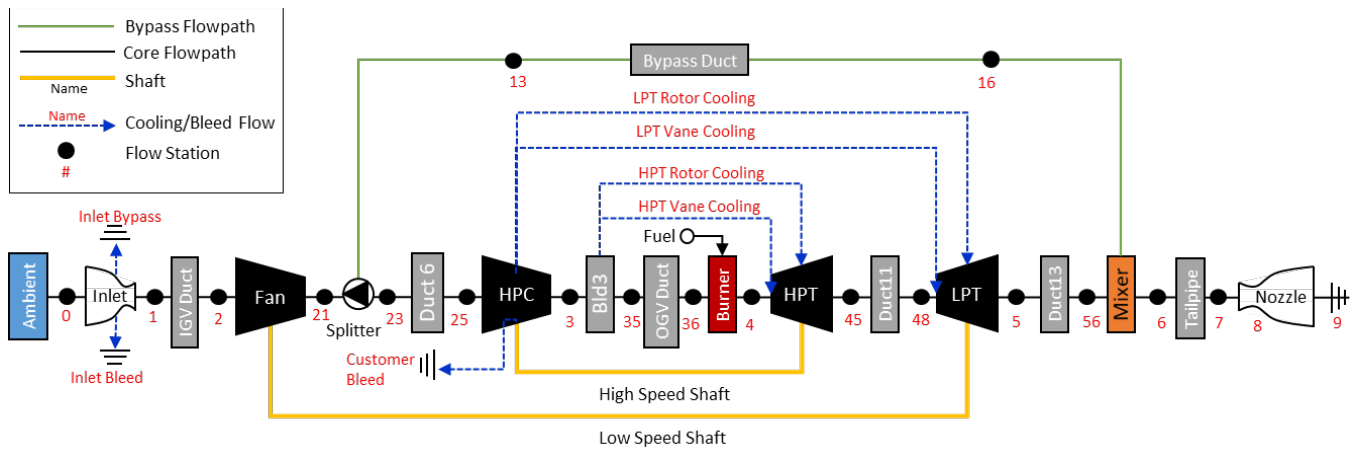 Bypass Flowpath
Core Flowpath
Shaft
Name
Name
Cooling/Bleed Flow
Flow Station
#
Bypass Duct
13
16
LPT Rotor Cooling
LPT Vane Cooling
HPT Rotor Cooling
HPT Vane Cooling
Fuel
Inlet Bypass
Ambient
0
Inlet
1
IGV Duct
2
Fan
21
Splitter
23
Duct 6
25
HPC
3
Bld3
35
OGV Duct
36
Burner
4
HPT
45
Duct11
48
LPT
5
Duct13
56
Mixer
6
Tailpipe
7
Nozzle
8
9
Inlet Bleed
Customer
Bleed
High Speed Shaft
Low Speed Shaft